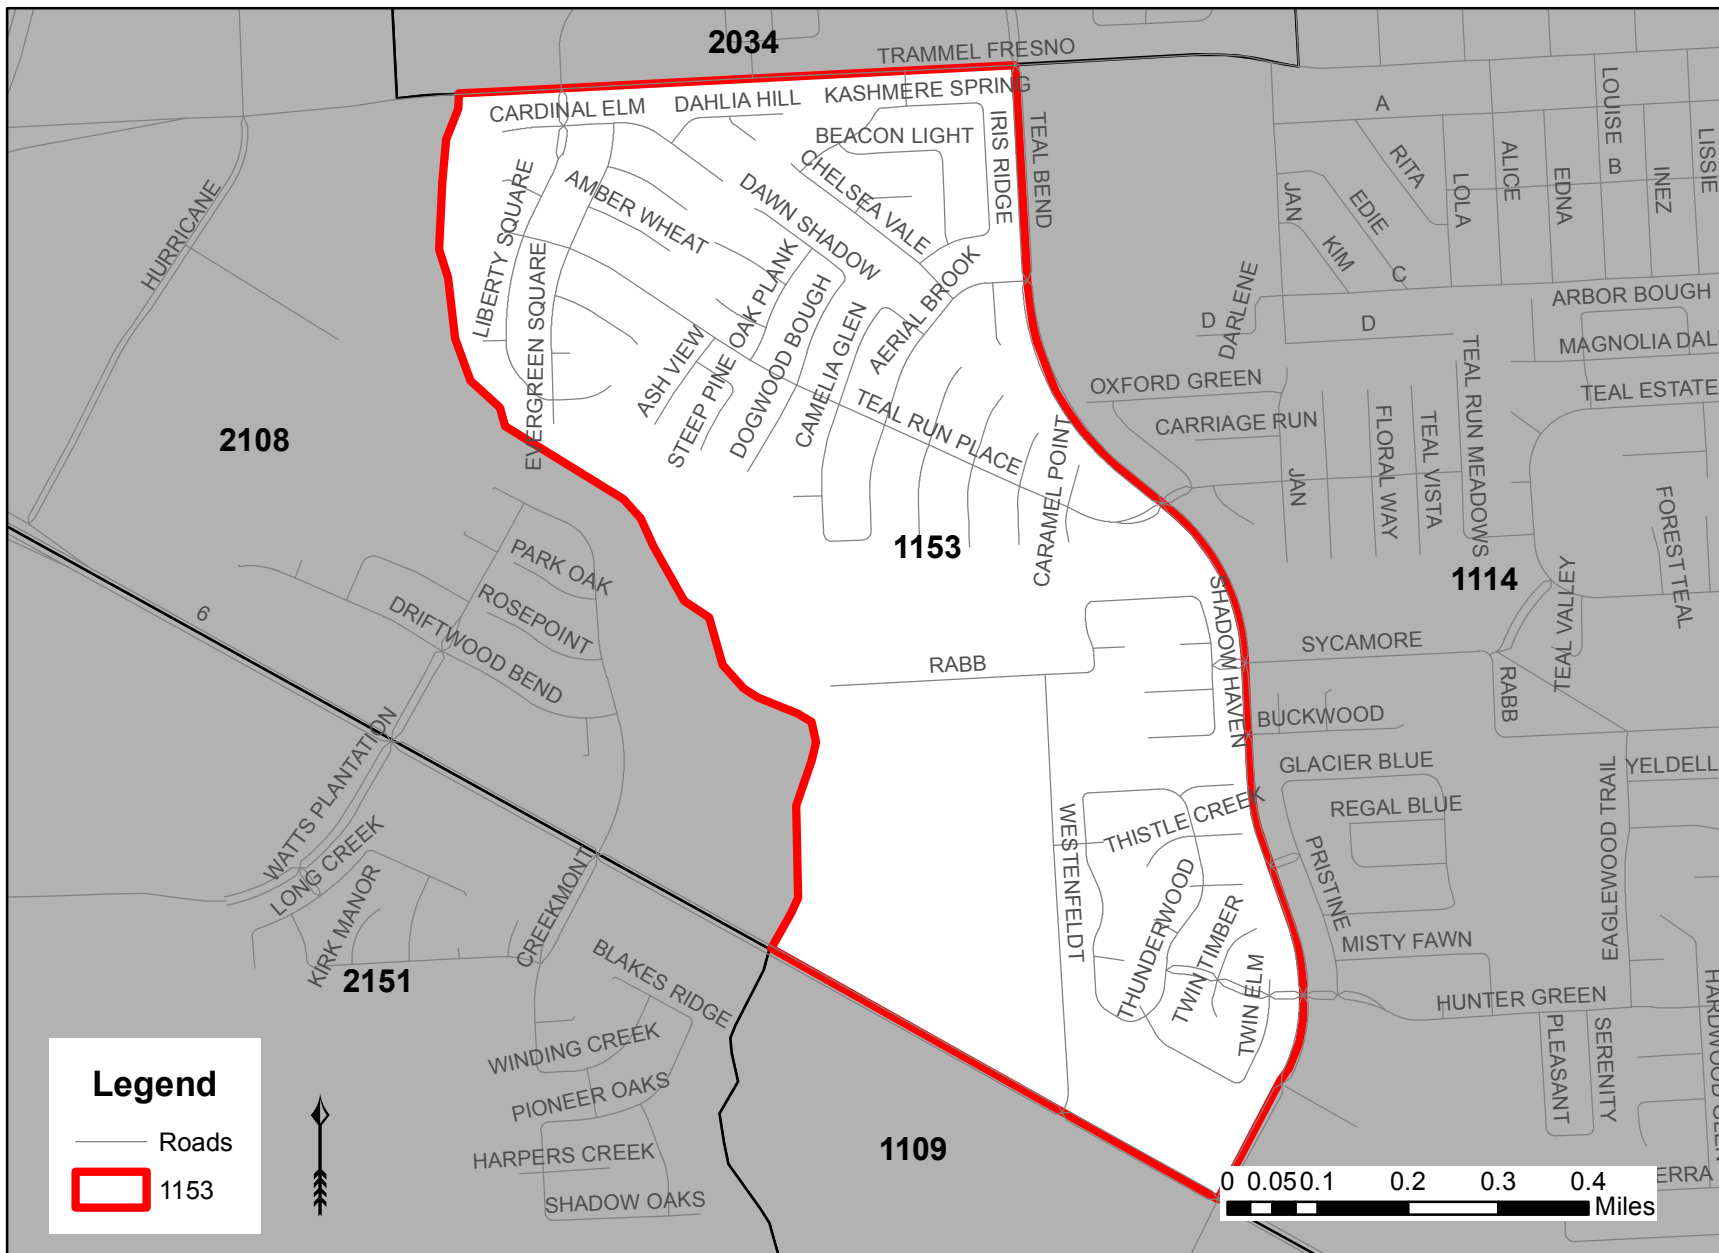 2034
TRAMMEL FRESNO
CARDINAL ELM
DAHLIA HILL
KASHMERE SPRING
BEACON LIGHT
IRIS RIDGE
TEAL BEND
CHELSEA VALE
AMBER WHEAT
DAWN SHADOW
LIBERTY SQUARE
EVERGREEN SQUARE
HURRICANE
OAK PLANK
DOGWOOD BOUGH
ASH VIEW
STEEP PINE
CAMELIA GLEN
AERIAL BROOK
TEAL RUN PLACE
CARAMEL POINT
1153
A
LOUISE
B
LISSIE
RITA
ALICE
EDNA
INEZ
LOLA
JAN
EDIE
KIM
C
DARLENE
D
D
ARBOR BOUGH
MAGNOLIA DAL
TEAL ESTATE
OXFORD GREEN
CARRIAGE RUN
JAN
FLORAL WAY
TEAL VISTA
TEAL RUN MEADOWS
FOREST TEAL
TEAL VALLEY
1114
2108
6
PARK OAK
ROSEPOINT
DRIFTWOOD BEND
WATTS PLANTATION
LONG CREEK
KIRK MANOR
CREEKMONT
2151
RABB
SHADOW HAVEN
SYCAMORE
RABB
BUCKWOOD
GLACIER BLUE
REGAL BLUE
PRISTINE
MISTY FAWN
YELDELL
EAGLEWOOD TRAIL
WESTENFELDT
THISTLE CREEK
THUNDERWOOD
TWIN TIMBER
TWIN ELM
HUNTER GREEN
PLEASANT
SERENITY
BLAKES RIDGE
WINDING CREEK
PIONEER OAKS
HARPERS CREEK
SHADOW OAKS
1109
ERRA
Legend
Roads
1153
0 0.05 0.1 0.2 0.3 0.4
Miles